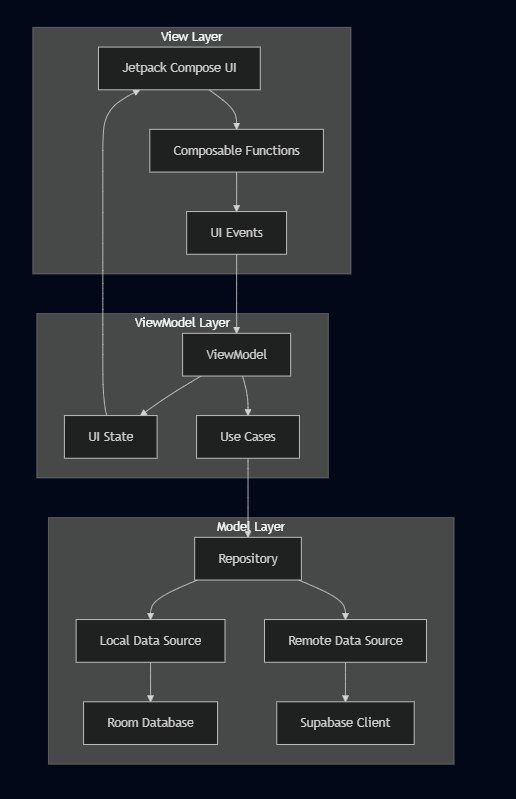 View Layer
Jetpack Compose UI
Composable Functions
UI Events
ViewModel Layer
ViewModel
UI State
Use Cases
Model Layer
Repository
Local Data Source
Remote Data Source
Room Database
Supabase Client